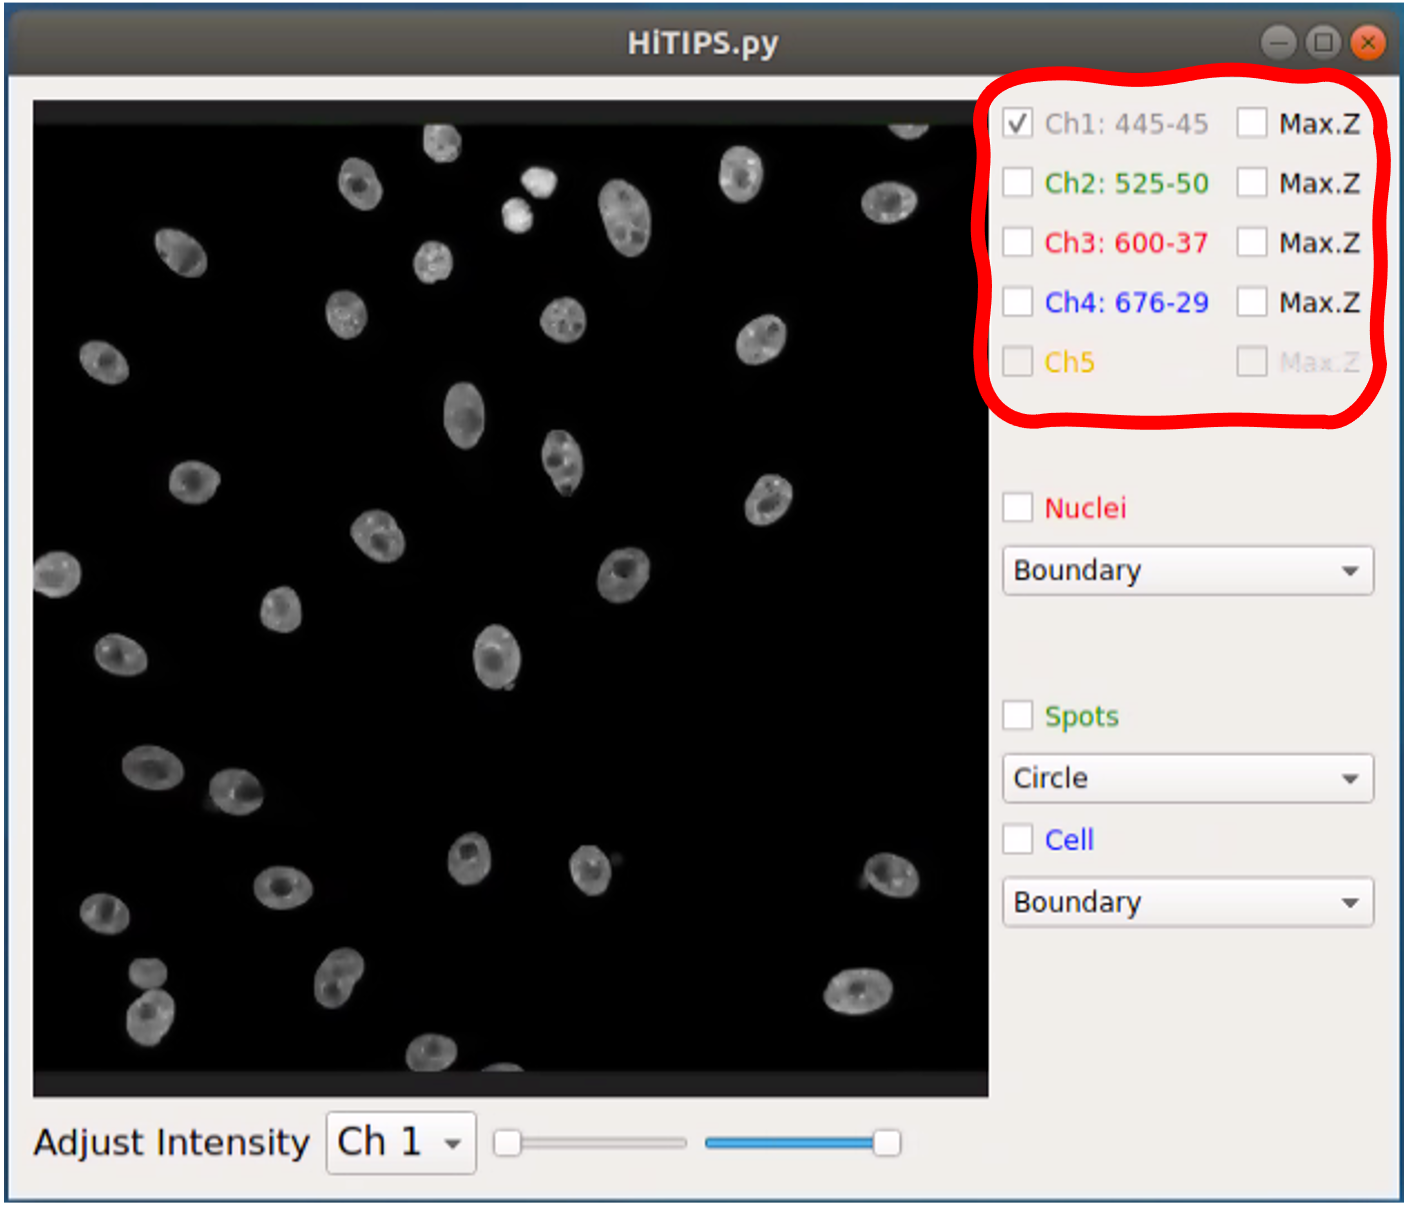 HiTIPS.py
Ch1: 445-45 Max.Z
Ch2: 525-50 Max.Z
Ch3: 600-37 Max.Z
Ch4: 676-29 Max.Z
Ch5 Max.Z
Nuclei
Boundary
Spots
Circle
Cell
Boundary
Adjust Intensity Ch 1